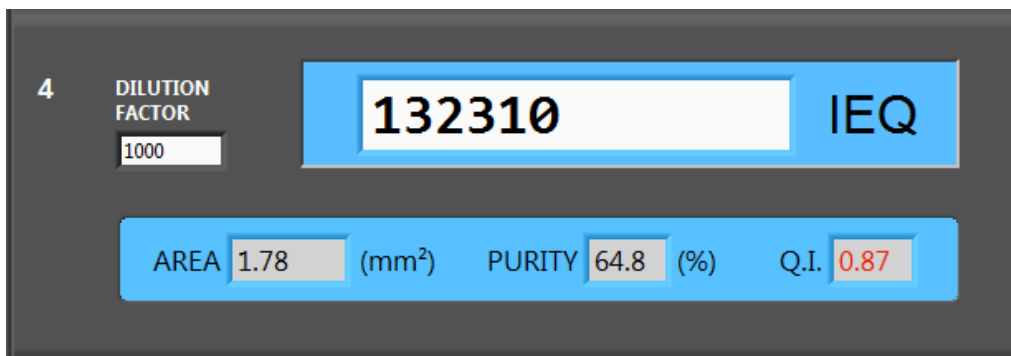 4
DILUTION
FACTOR
1000
132310 IEQ
AREA 1.78 (mm²) PURITY 64.8 (%) Q.I. 0.87